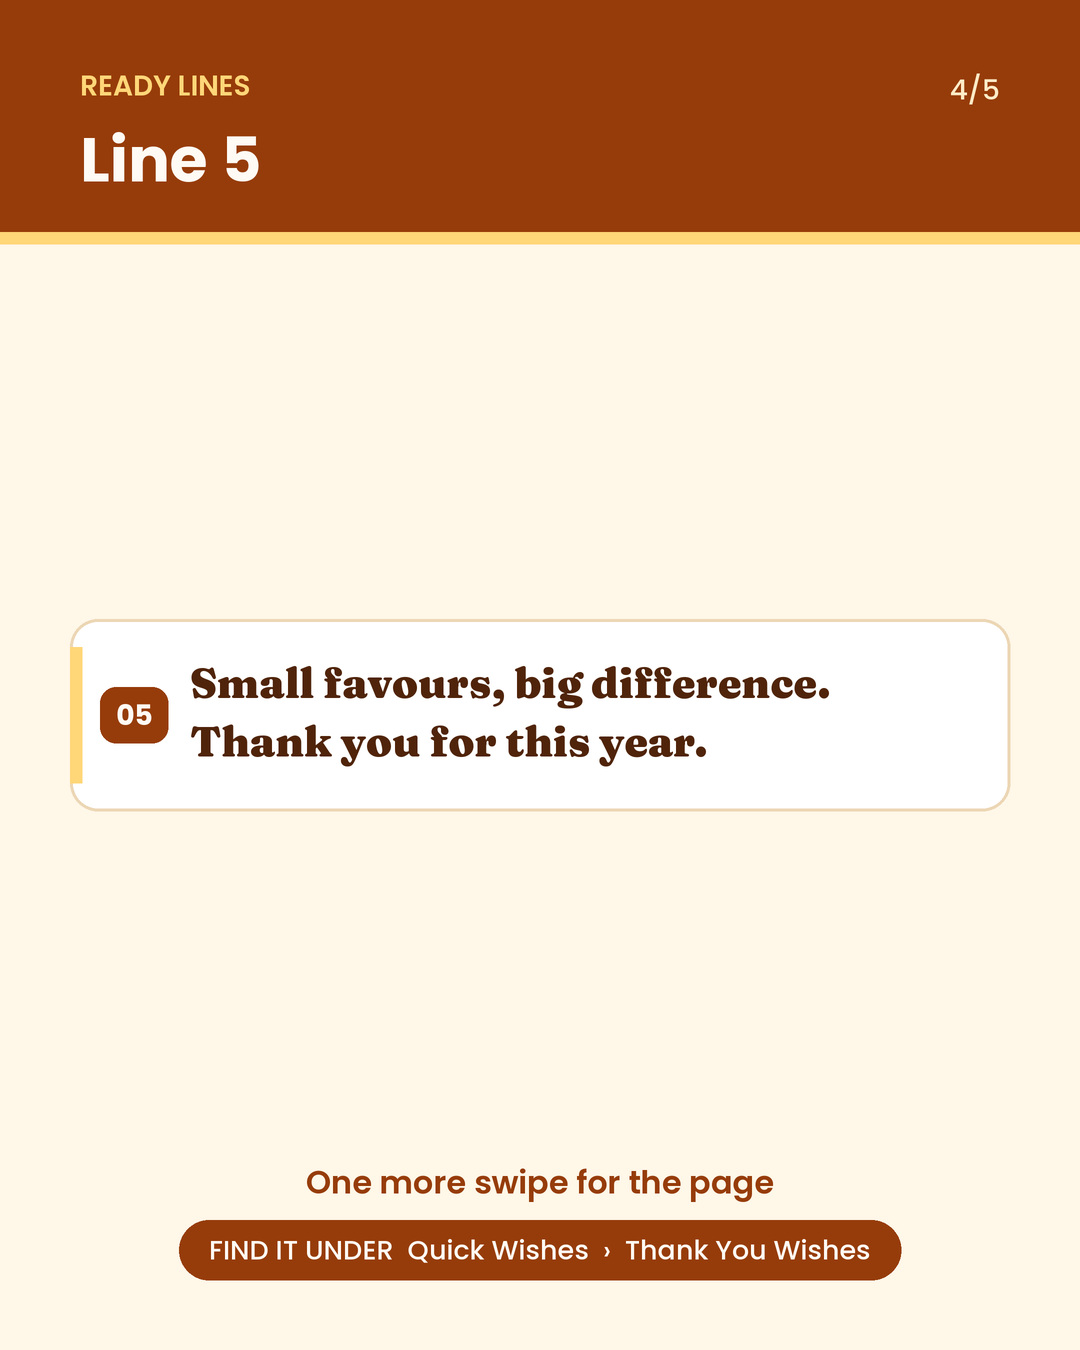 READY LINES
4/5
Line 5
05
Small favours, big difference.
Thank you for this year.
One more swipe for the page
FIND IT UNDER Quick Wishes › Thank You Wishes